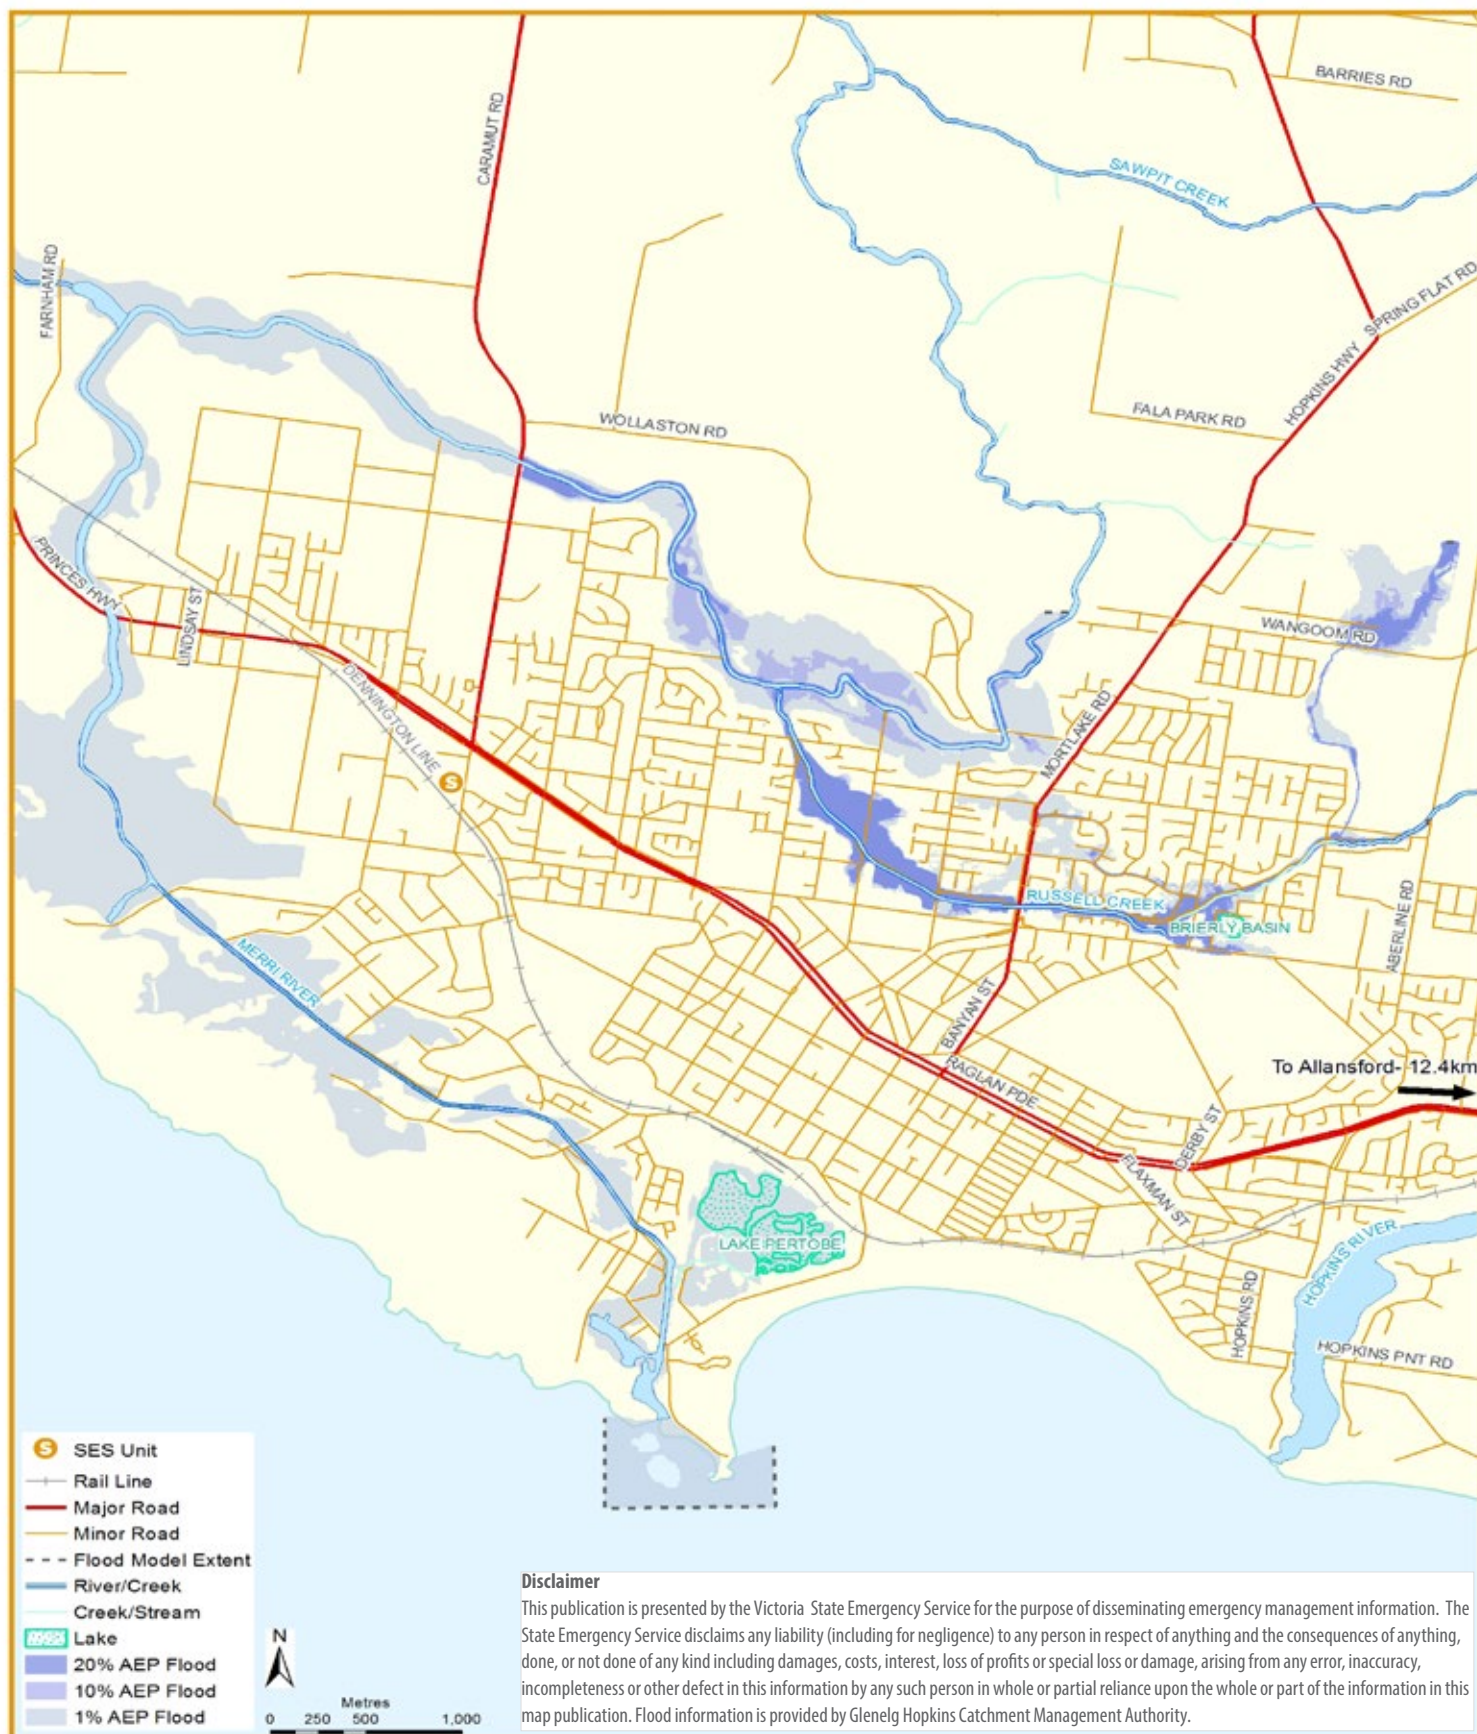 BARRIES RD
CARAMUT RD
SAWPIT CREEK
FARNHAM RD
SPRING FLAT RD
HOPKINS HWY
WOLLASTON RD
FALA PARK RD
PRINCES HWY
LINDSAY ST
WANGOOM RD
DENNINGTON LINE
S
MORTLAKE RD
RUSSELL CREEK
BRIERLY BASIN
ABERLINE RD
MERRI RIVER
BANYAN ST
RAGLAN PDE
To Allansford- 12.4km
DERBY ST
FLAXMAN ST
LAKE PERTOBE
HOPKINS RIVER
HOPKINS RD
HOPKINS PNT RD
S SES Unit
Rail Line
Major Road
Minor Road
Flood Model Extent
River/Creek
Creek/Stream
Lake
20% AEP Flood
10% AEP Flood
1% AEP Flood
N
Metres
0 250 500 1,000
Disclaimer
This publication is presented by the Victoria State Emergency Service for the purpose of disseminating emergency management information. The
State Emergency Service disclaims any liability (including for negligence) to any person in respect of anything and the consequences of anything,
done, or not done of any kind including damages, costs, interest, loss of profits or special loss or damage, arising from any error, inaccuracy,
incompleteness or other defect in this information by any such person in whole or partial reliance upon the whole or part of the information in this
map publication. Flood information is provided by Glenelg Hopkins Catchment Management Authority.